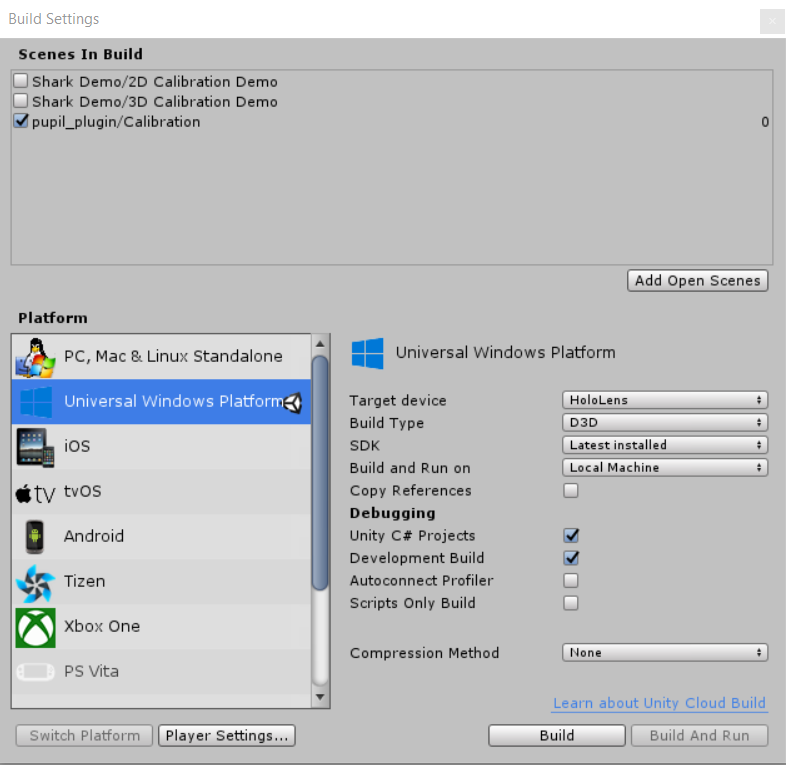 Build Settings
Scenes In Build
Shark Demo/2D Calibration Demo
Shark Demo/3D Calibration Demo
pupil_plugin/Calibration 0
Add Open Scenes
Platform
PC, Mac & Linux Standalone
Universal Windows Platform
iOS
tv tvOS
Android
Tizen
Xbox One
PS Vita
Universal Windows Platform
Target device HoloLens
Build Type D3D
SDK Latest installed
Build and Run on Local Machine
Copy References
Debugging
Unity C# Projects
Development Build
Autoconnect Profiler
Scripts Only Build
Compression Method None
Learn about Unity Cloud Build
Switch Platform Player Settings... Build Build And Run